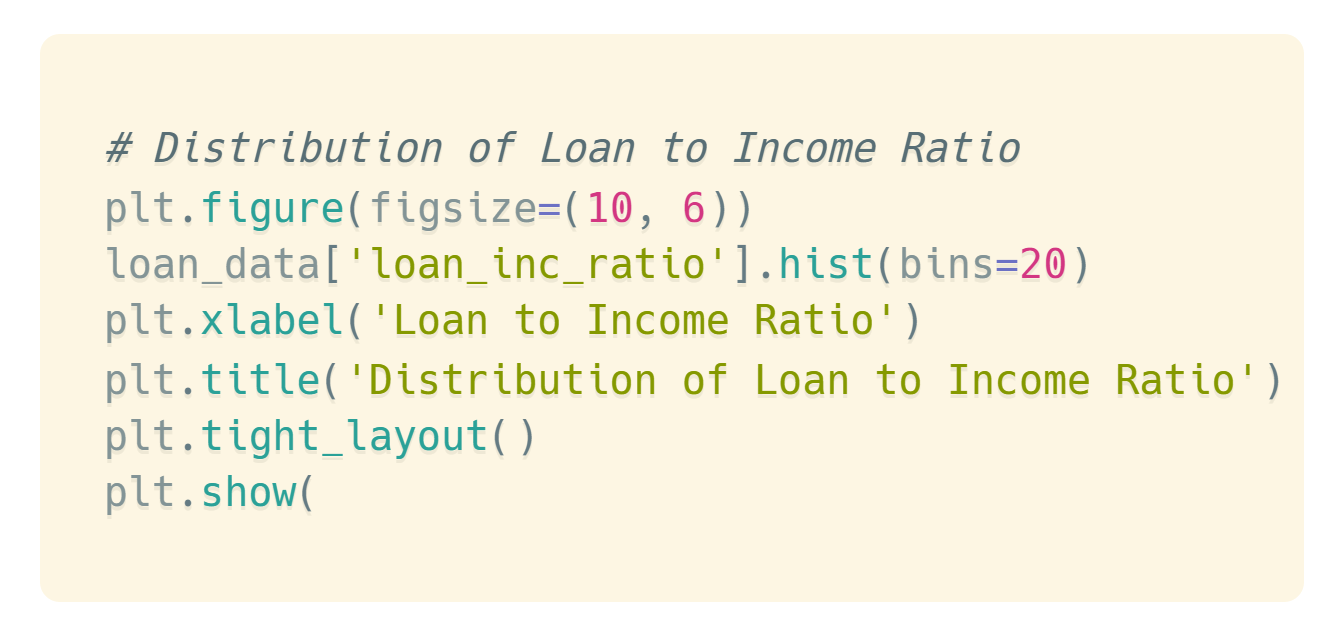 # Distribution of Loan to Income Ratio
plt.figure(figsize=(10, 6))
loan_data['loan_inc_ratio'].hist(bins=20)
plt.xlabel('Loan to Income Ratio')
plt.title('Distribution of Loan to Income Ratio')
plt.tight_layout()
plt.show(